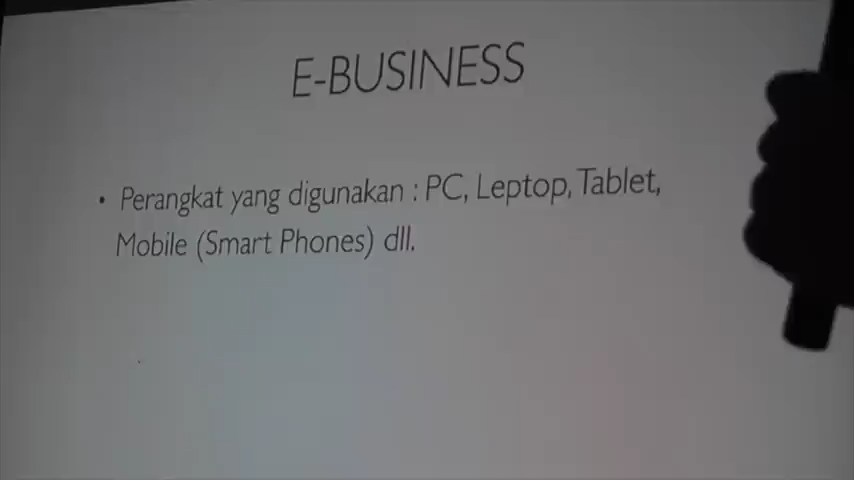 E-BUSINESS
• Perangkat yang digunakan : PC, Leptop, Tablet,
Mobile (Smart Phones) dll.